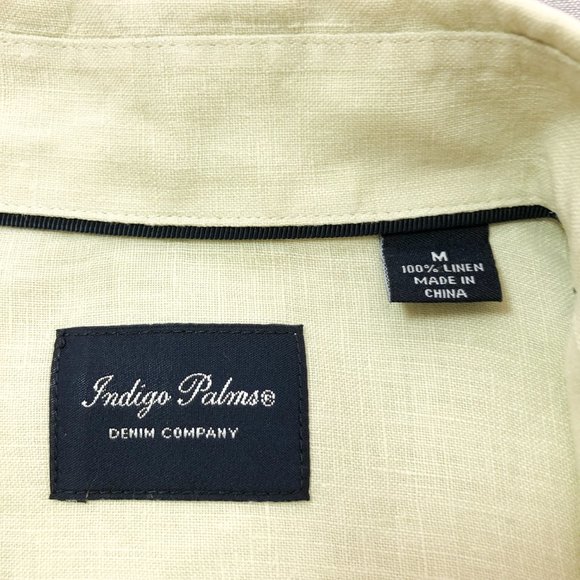 M
100% LINEN
MADE IN
CHINA
Indigo Palms®
DENIM COMPANY